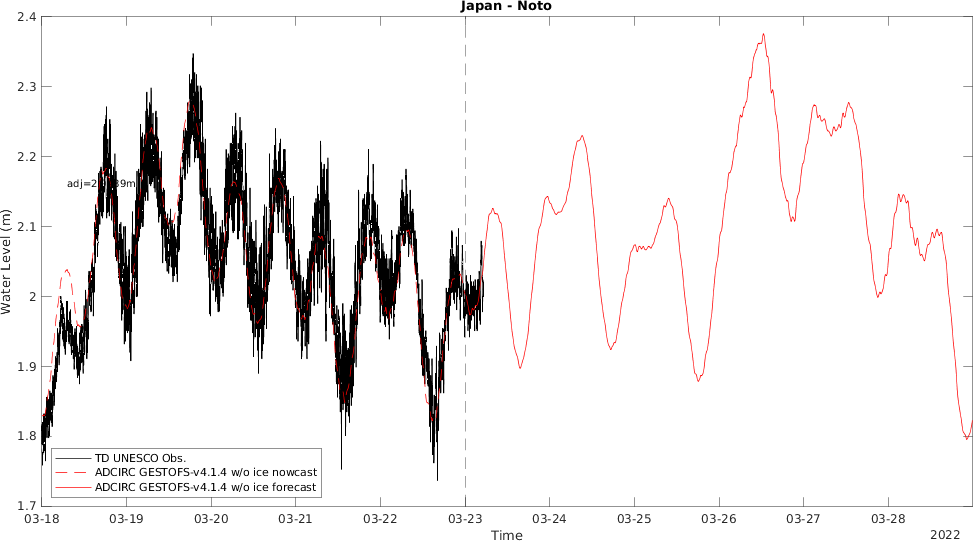 Japan - Noto
2.4
2.3
2.2
2.1
2
1.9
1.8
1.7
Water Level (m)
TD UNESCO Obs.
ADCIRC GESTOFS-v4.1.4 w/o ice nowcast
ADCIRC GESTOFS-v4.1.4 w/o ice forecast
03-18 03-19 03-20 03-21 03-22 03-23 03-24 03-25 03-26 03-27 03-28
Time
2022